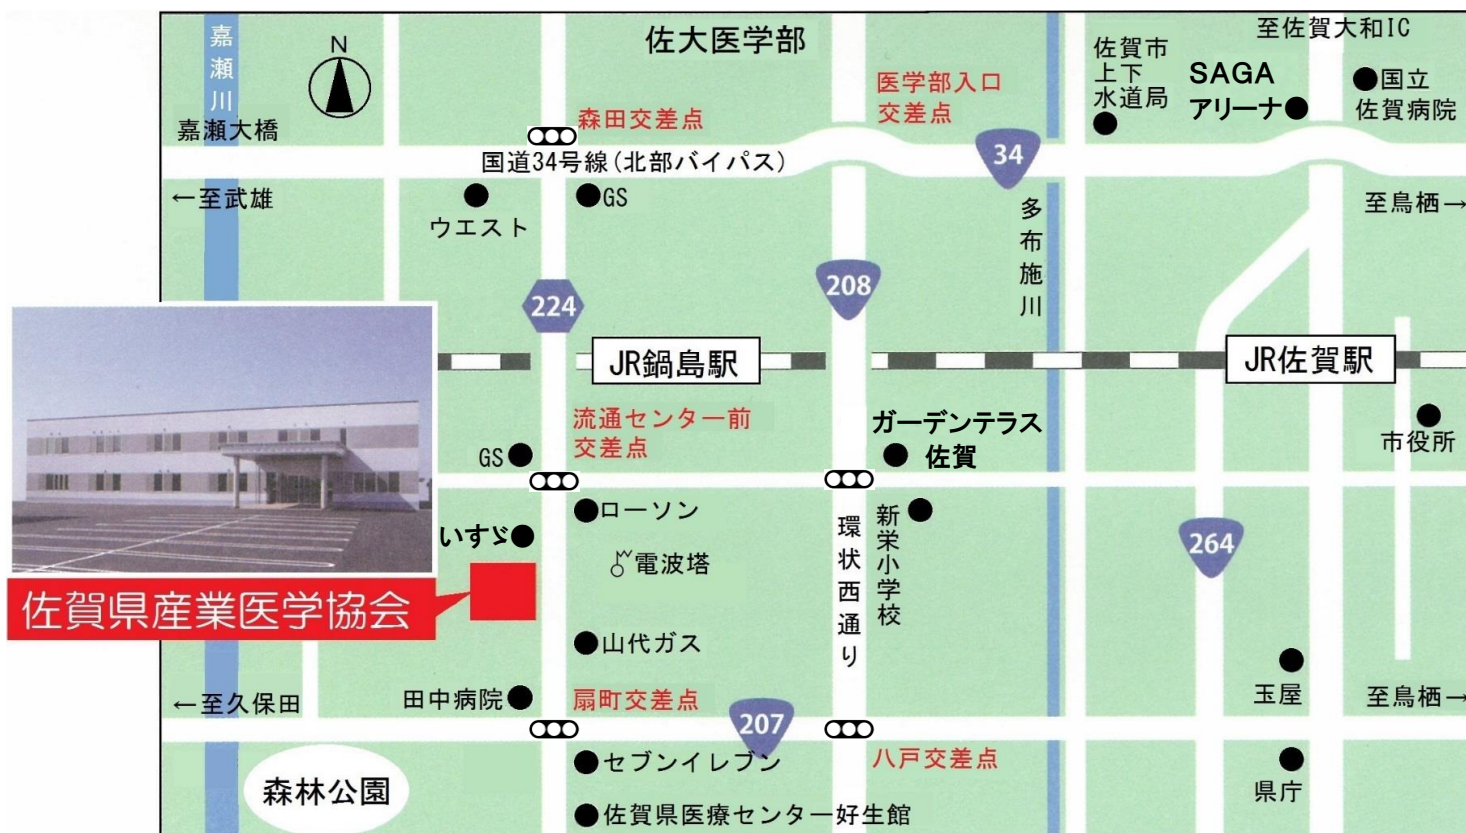 嘉瀬川
N
佐大医学部
至佐賀大和IC
佐賀市
上下
水道局
SAGA
アリーナ
国立
佐賀病院
嘉瀬大橋
森田交差点
医学部入口
交差点
国道34号線(北部バイパス)
34
←至武雄
ウエスト
GS
多布施川
至鳥栖→
224
208
JR鍋島駅
JR佐賀駅
流通センター前
交差点
ガーデンテラス
佐賀
市役所
GS
ローソン
いすゞ
電波塔
環状西通り
新栄小学校
264
佐賀県産業医学協会
山代ガス
←至久保田
田中病院
扇町交差点
207
玉屋
至鳥栖→
セブンイレブン
八戸交差点
森林公園
県庁
佐賀県医療センター好生館